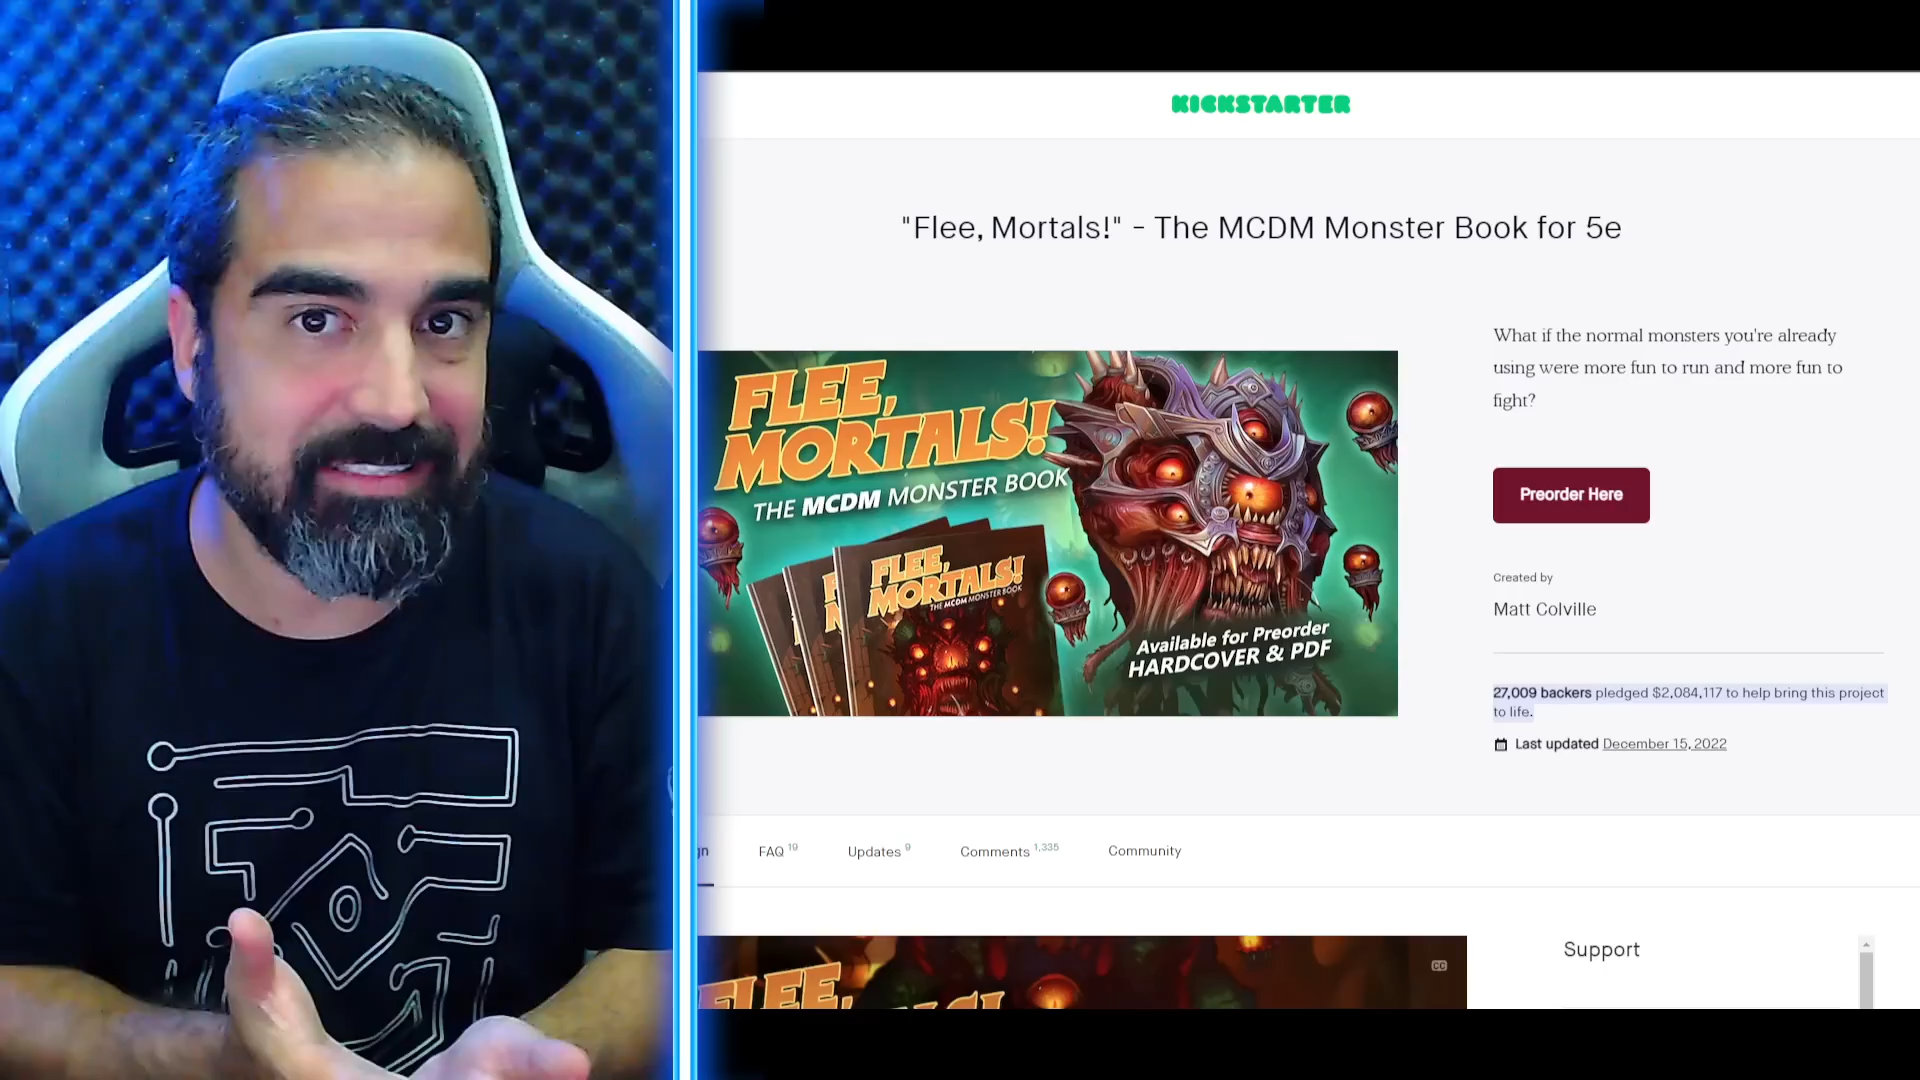 KICKSTARTER
"Flee, Mortals!" - The MCDM Monster Book for 5e
FLEE,
MORTALS!
THE MCDM MONSTER BOOK
FLEE,
MORTALS!
THE MCDM MONSTER BOOK
Available for Preorder
HARDCOVER & PDF
What if the normal monsters you're already
using were more fun to run and more fun to
fight?
Preorder Here
Created by
Matt Colville
27,009 backers pledged $2,084,117 to help bring this project
to life.
Last updated December 15, 2022
FAQ 19
Updates 9
Comments 1,335
Community
FLEE,
CC
Support